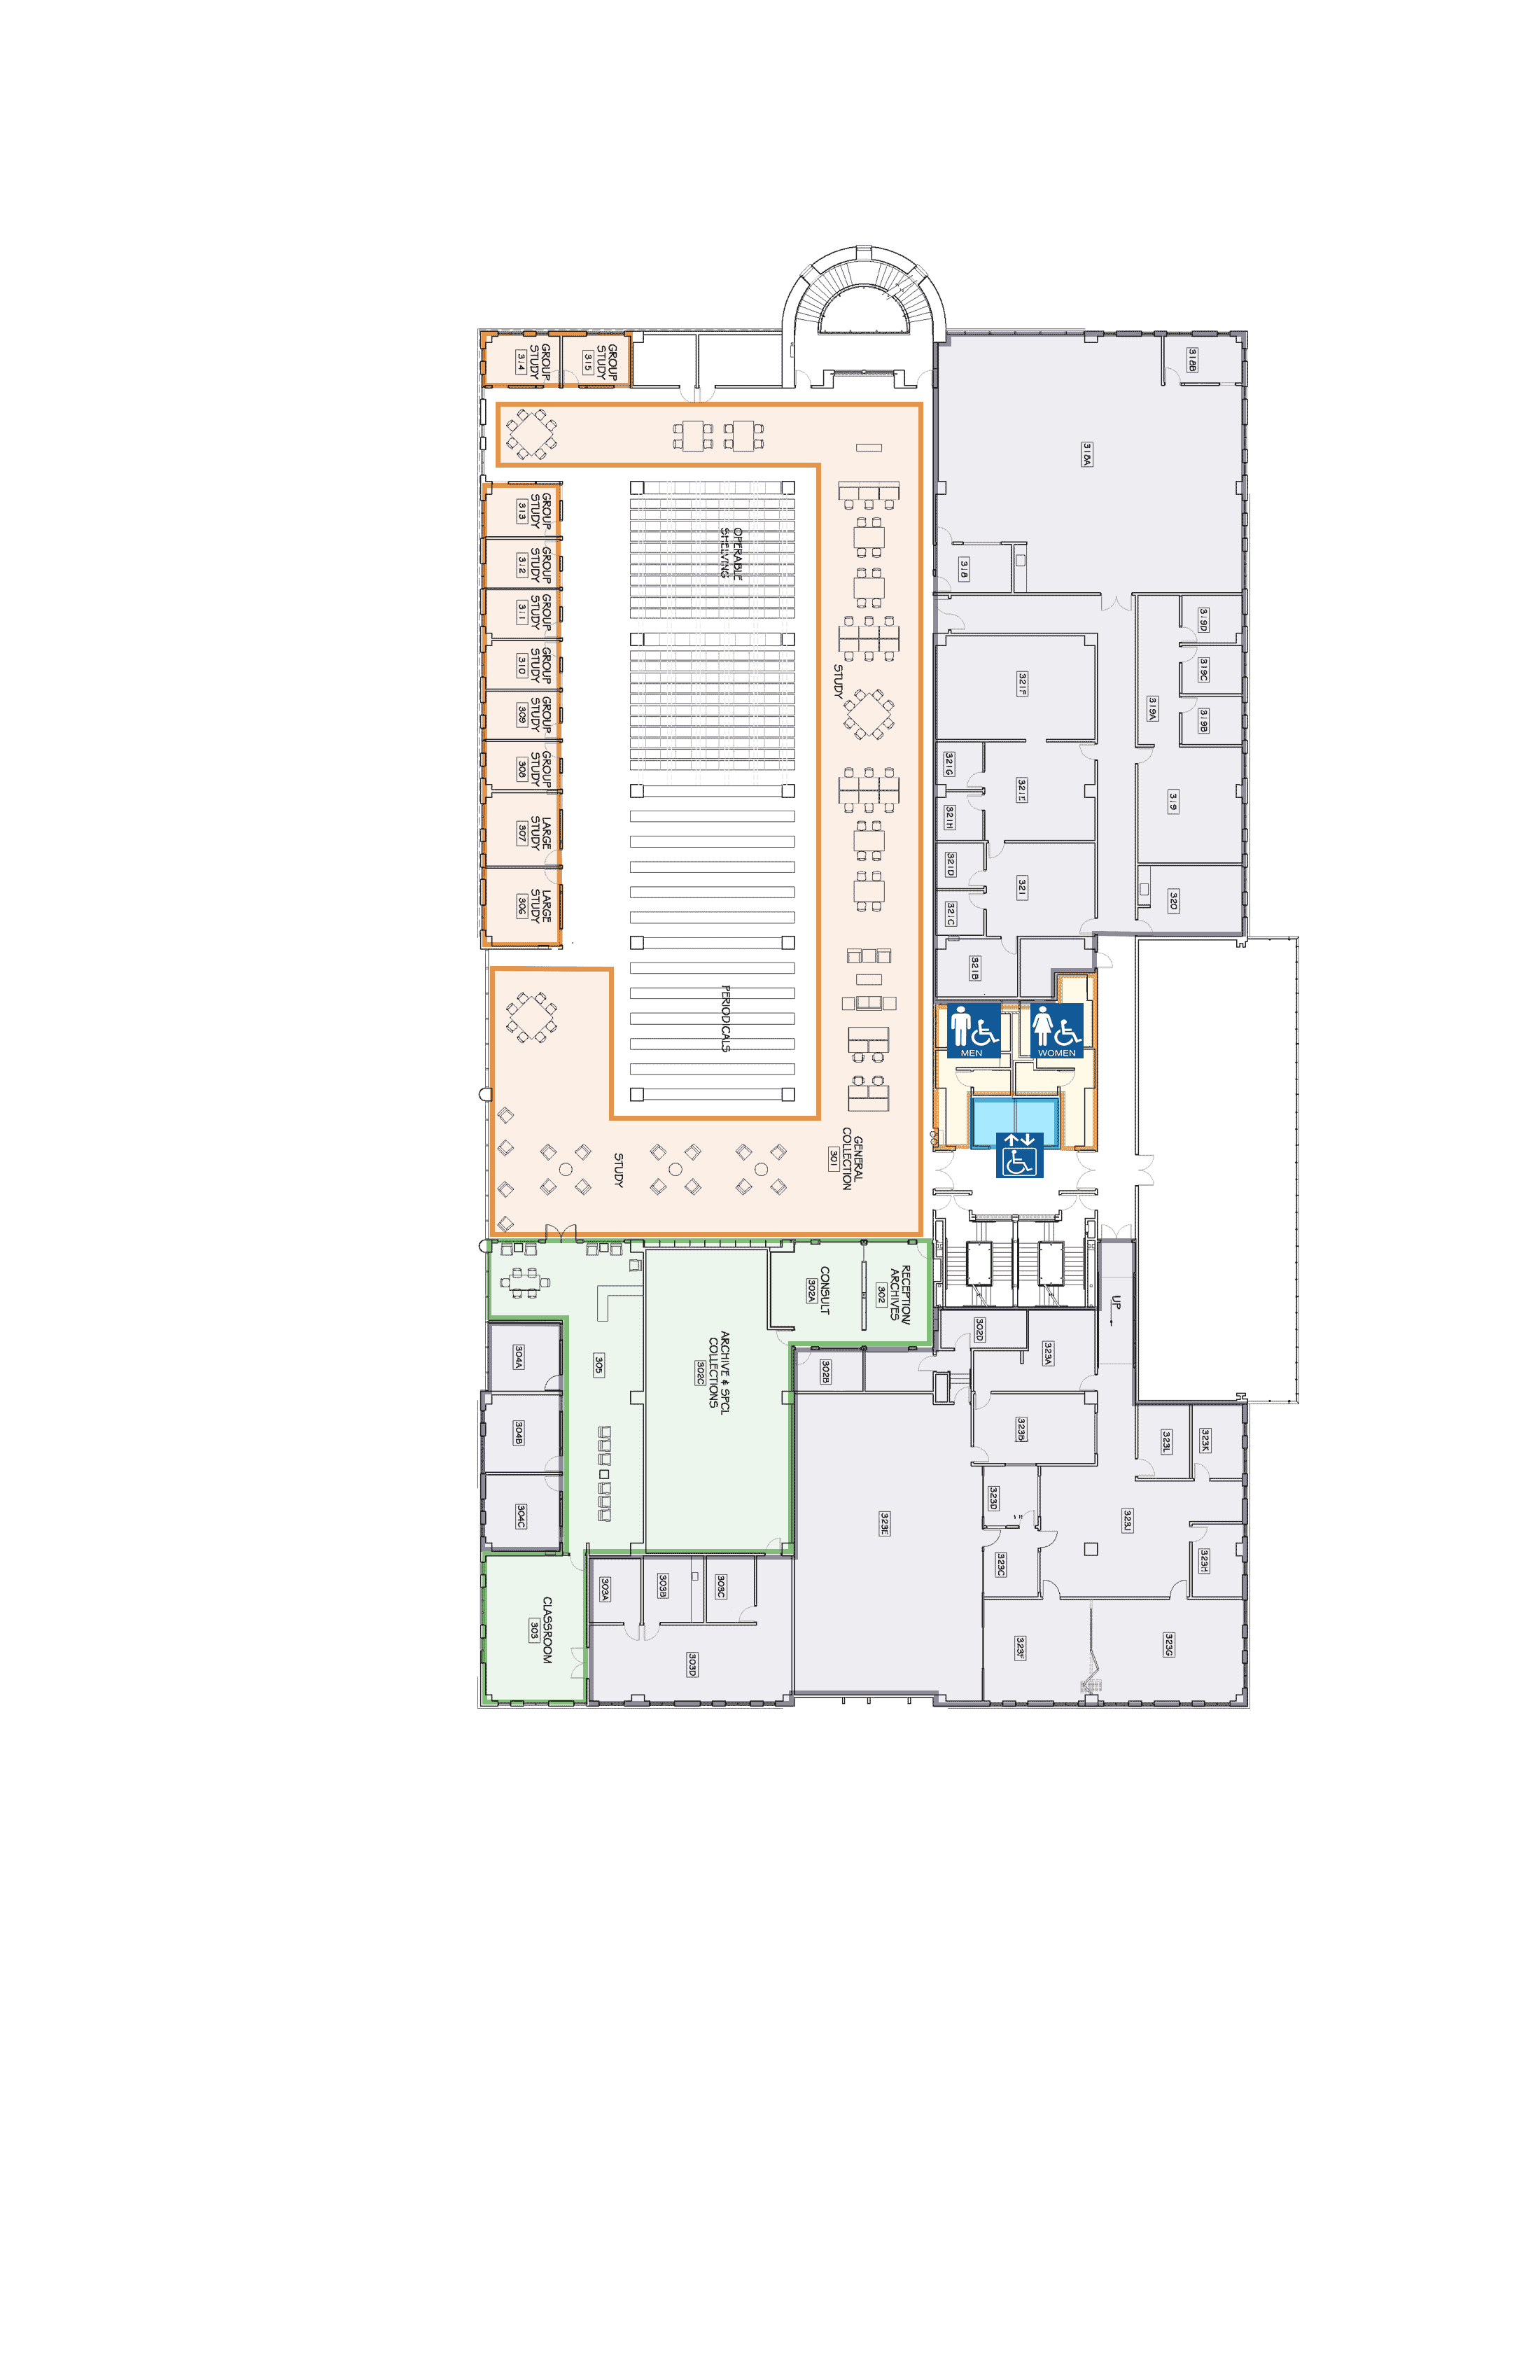 GROUP
STUDY
314
GROUP
STUDY
315
318B
318A
GROUP
STUDY
313
OPERABLE
SHELVING
GROUP
STUDY
312
318
GROUP
STUDY
311
319D
GROUP
STUDY
310
STUDY
321F
319C
319A
319B
GROUP
STUDY
309
GROUP
STUDY
308
321G
321E
319
321H
LARGE
STUDY
307
321D
321
320
LARGE
STUDY
306
321C
321B
PERIODICALS
MEN
WOMEN
GENERAL
COLLECTION
301
STUDY
RECEPTION/
ARCHIVES
302
CONSULT
302A
UP
302D
323A
304A
305
ARCHIVE & SPCL
COLLECTIONS
302C
302B
304B
323B
323L
323K
304C
323E
323D
323J
323C
323H
303A
303B
303C
CLASSROOM
303
303D
323F
323G